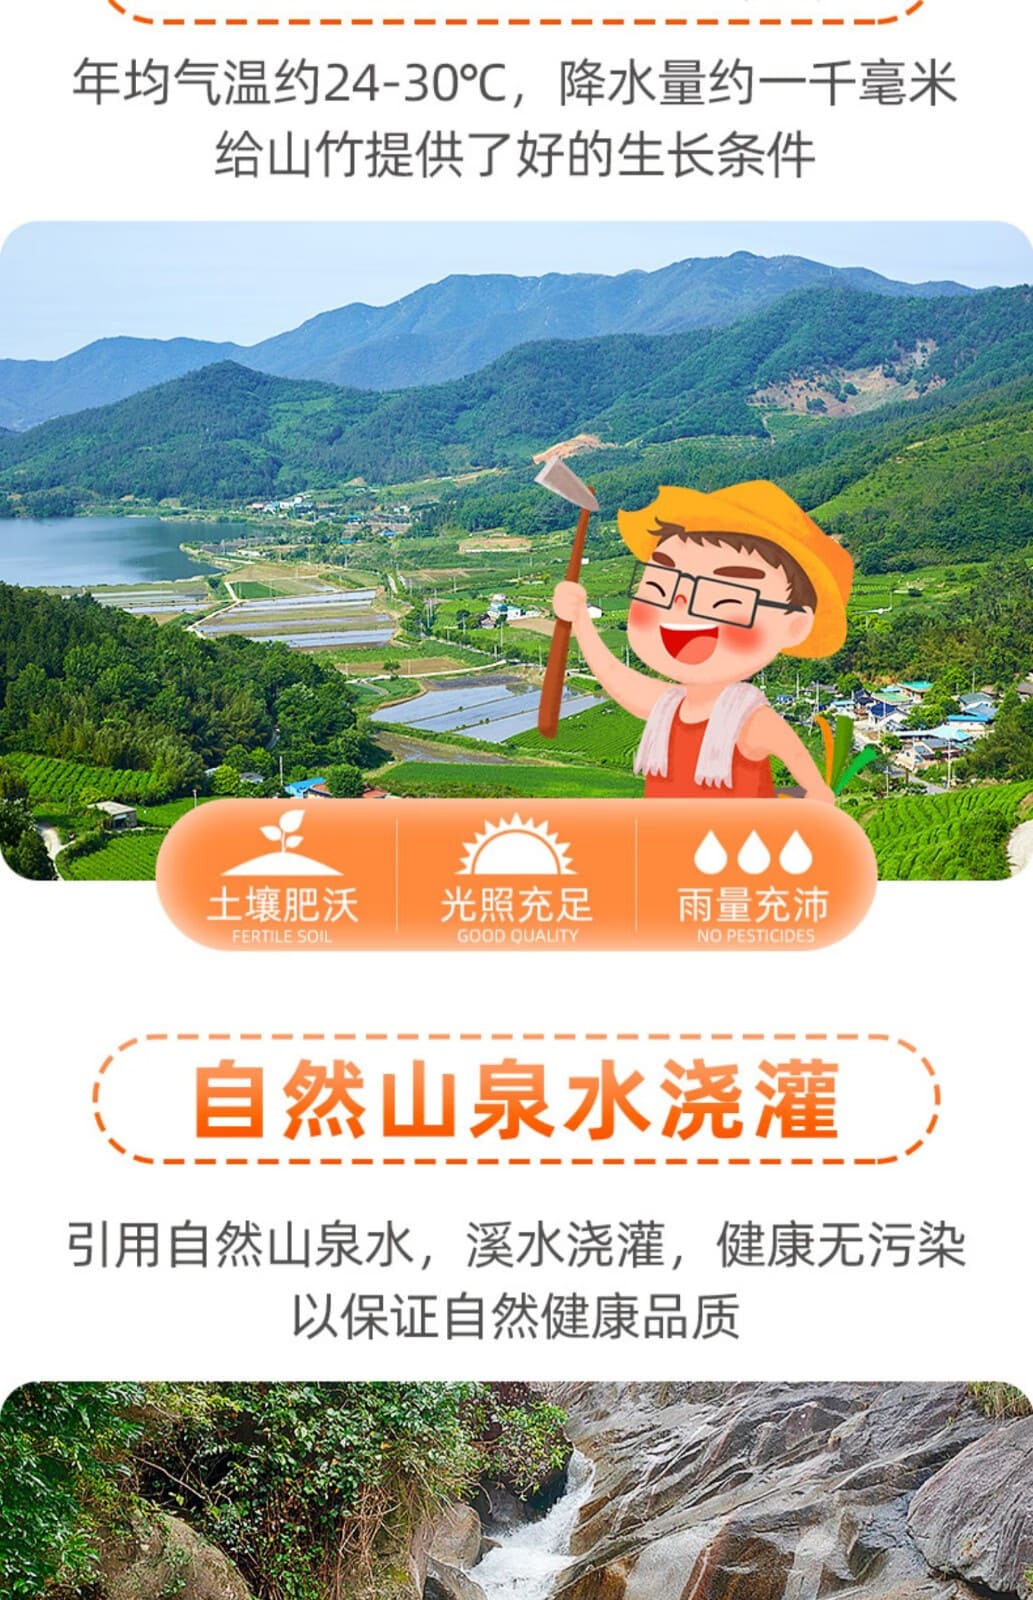 年均气温约24-30℃，降水量约一千毫米
给山竹提供了好的生长条件
土壤肥沃
FERTILE SOIL
光照充足
GOOD QUALITY
雨量充沛
NO PESTICIDES
自然山泉水浇灌
引用自然山泉水，溪水浇灌，健康无污染
以保证自然健康品质